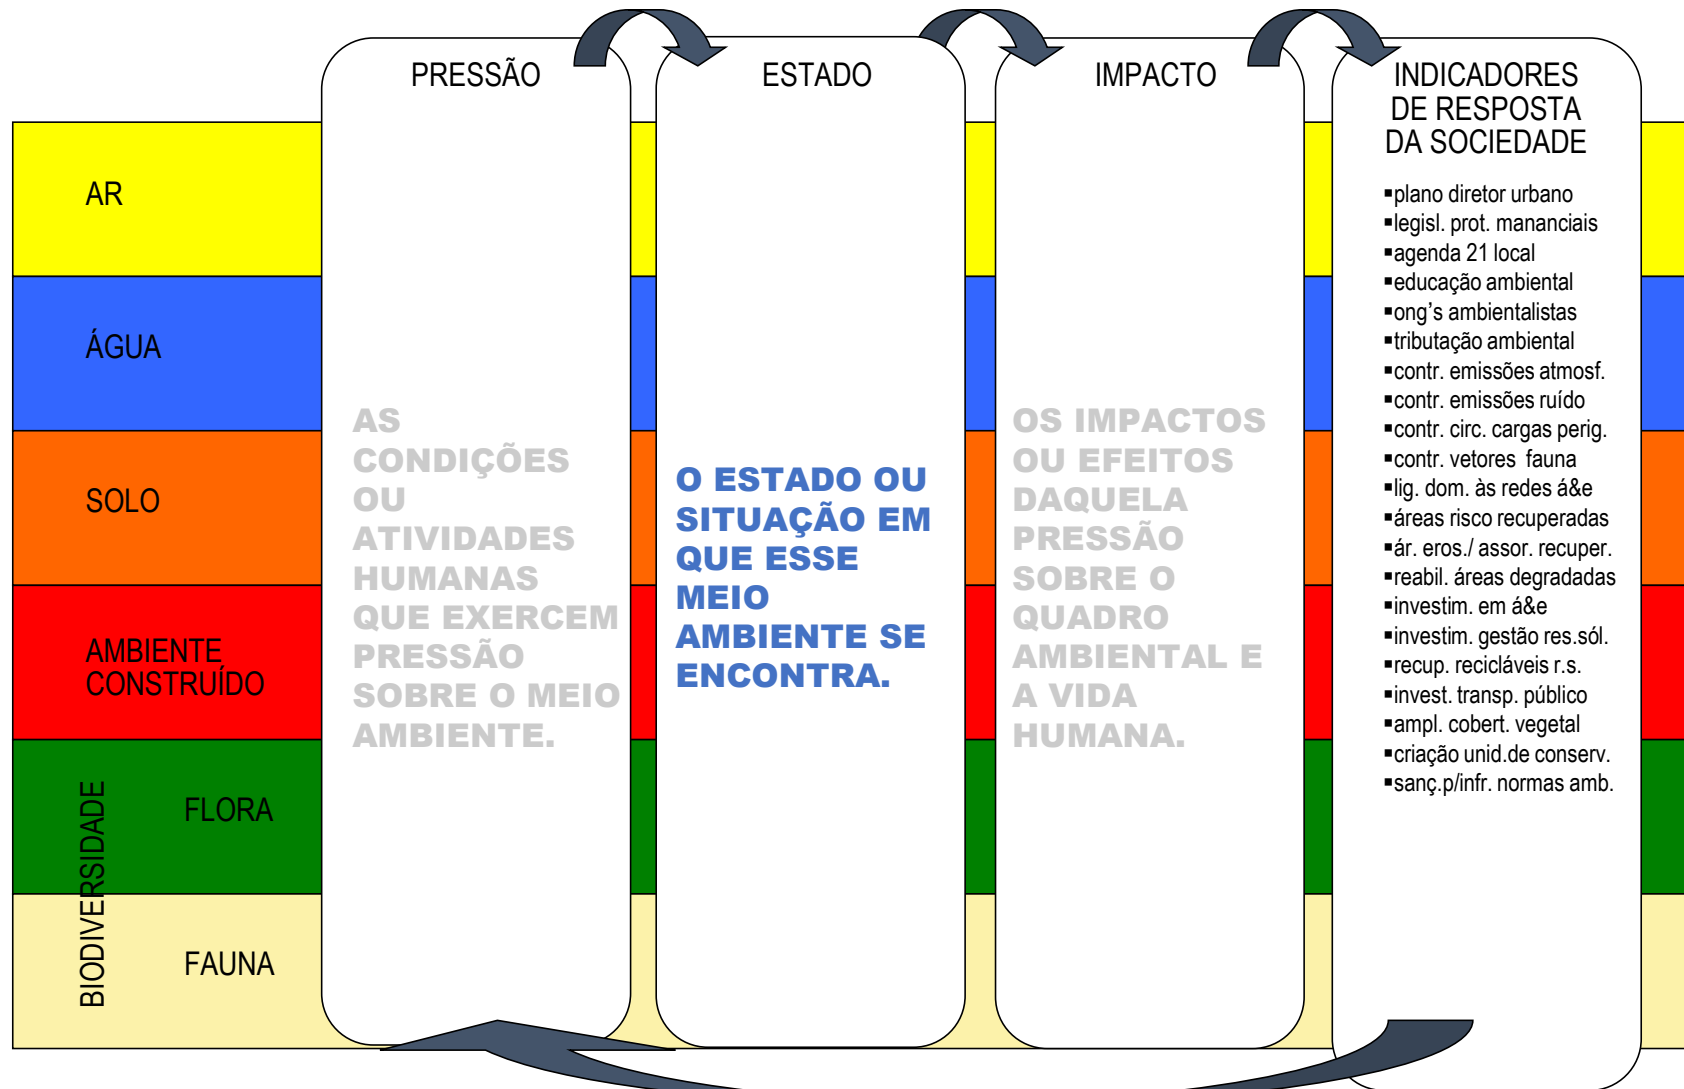 PRESSÃO
ESTADO
IMPACTO
INDICADORES
DE RESPOSTA
DA SOCIEDADE
AR
ÁGUA
SOLO
AMBIENTE
CONSTRUÍDO
BIODIVERSIDADE
FLORA
FAUNA
AS
CONDIÇÕES
OU
ATIVIDADES
HUMANAS
QUE EXERCEM
PRESSÃO
SOBRE O MEIO
AMBIENTE.
O ESTADO OU
SITUAÇÃO EM
QUE ESSE
MEIO
AMBIENTE SE
ENCONTRA.
OS IMPACTOS
OU EFEITOS
DAQUELA
PRESSÃO
SOBRE O
QUADRO
AMBIENTAL E
A VIDA
HUMANA.
▪plano diretor urbano
▪legisl. prot. mananciais
▪agenda 21 local
▪educação ambiental
▪ong’s ambientalistas
▪tributação ambiental
▪contr. emissões atmosf.
▪contr. emissões ruído
▪contr. circ. cargas perig.
▪contr. vetores fauna
▪lig. dom. às redes á&e
▪áreas risco recuperadas
▪ár. eros./ assor. recuper.
▪reabil. áreas degradadas
▪investim. em á&e
▪investim. gestão res.sól.
▪recup. recicláveis r.s.
▪invest. transp. público
▪ampl. cobert. vegetal
▪criação unid.de conserv.
▪sanç.p/infr. normas amb.